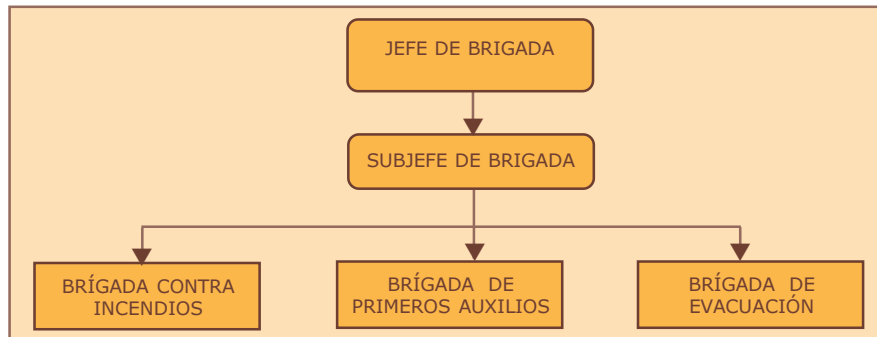 JEFE DE BRIGADA
SUBJEFE DE BRIGADA
BRÍGADA CONTRA
INCENDIOS
BRÍGADA DE
PRIMEROS AUXILIOS
BRÍGADA DE
EVACUACIÓN